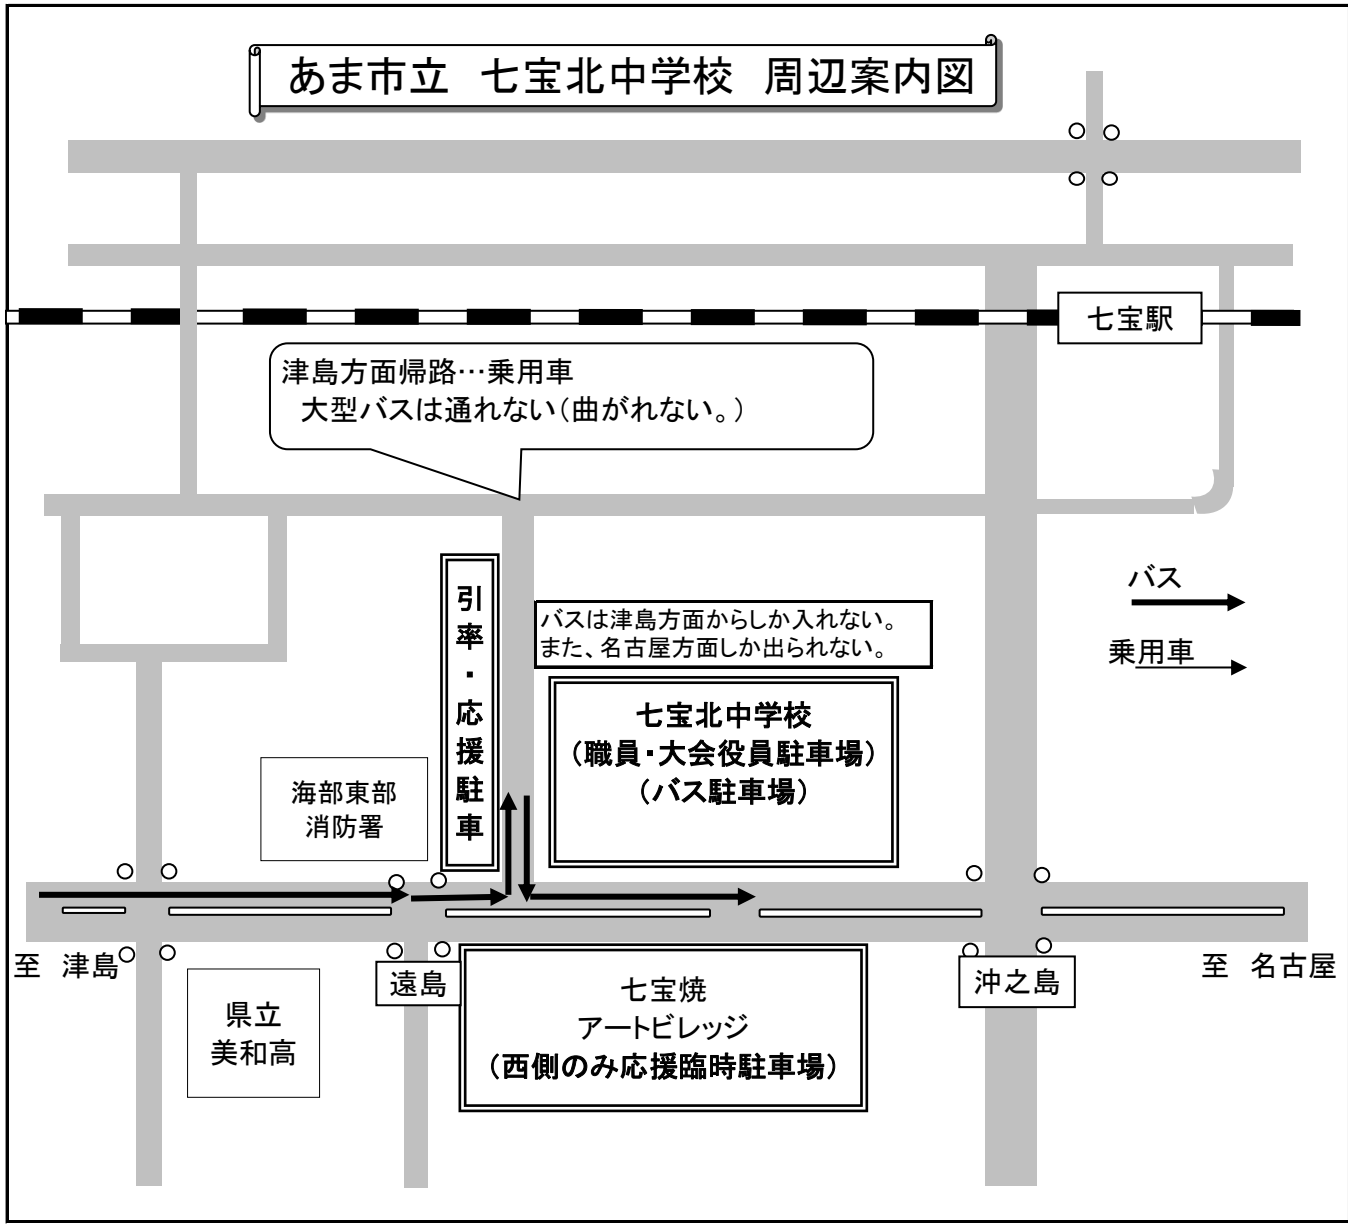 あま市立　七宝北中学校　周辺案内図
七宝駅
津島方面帰路…乗用車
大型バスは通れない（曲がれない。）
引率・応援駐車
バスは津島方面からしか入れない。
また、名古屋方面しか出られない。
バス
乗用車
七宝北中学校
（職員・大会役員駐車場）
（バス駐車場）
海部東部
消防署
至　津島
遠島
沖之島
至　名古屋
県立
美和高
七宝焼
アートビレッジ
（西側のみ応援臨時駐車場）